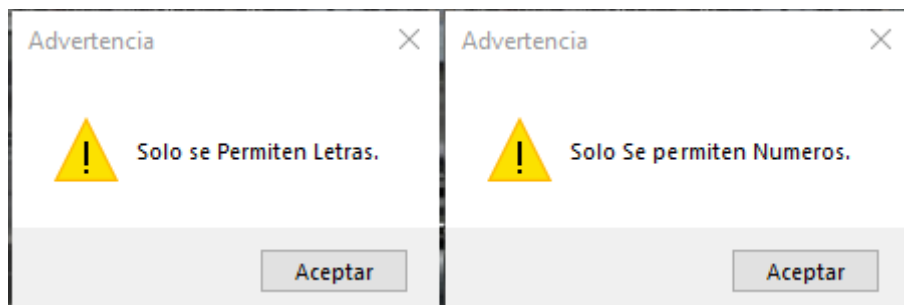 Advertencia
Solo se Permiten Letras.
Aceptar
Advertencia
Solo Se permiten Numeros.
Aceptar